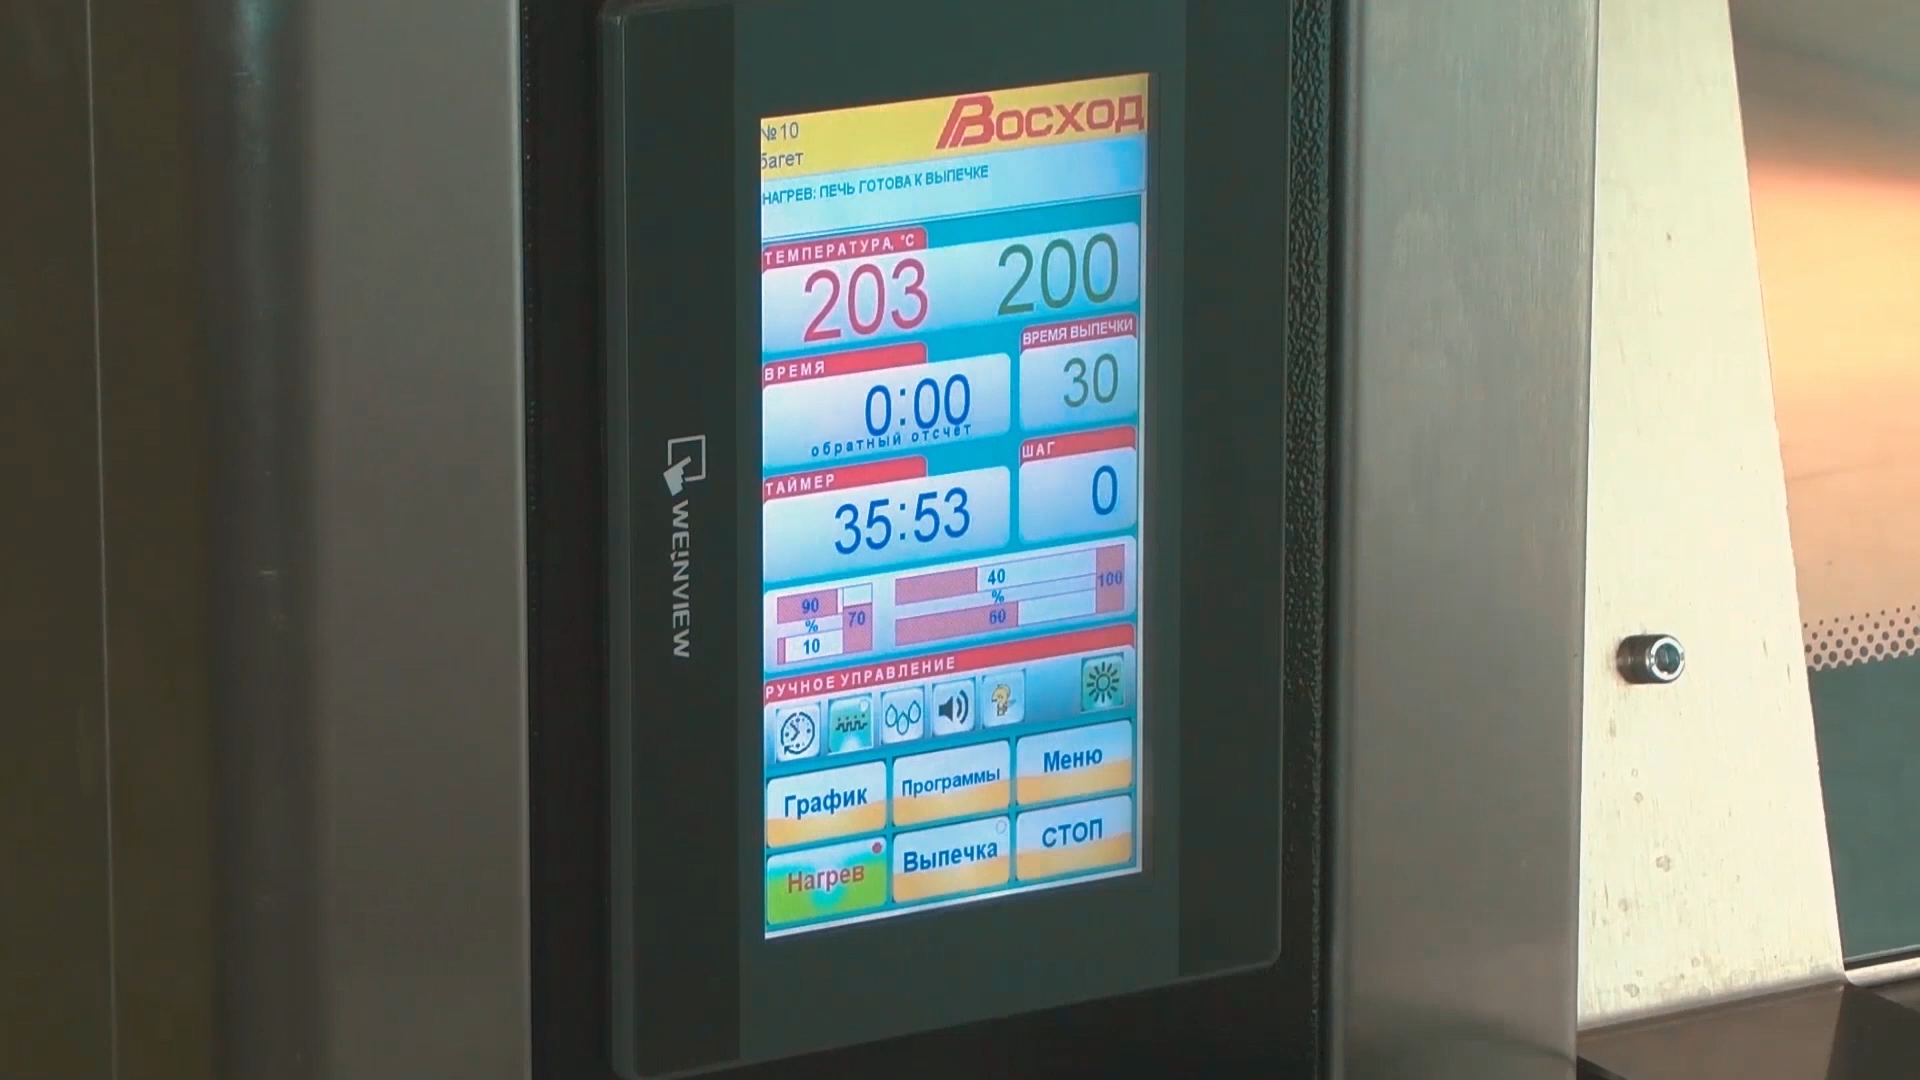 №10
багет
Восход
НАГРЕВ: ПЕЧЬ ГОТОВА К ВЫПЕЧКЕ
ТЕМПЕРАТУРА, °C
203
200
ВРЕМЯ
0:00
обратный отсчет
ВРЕМЯ ВЫПЕЧКИ
30
ТАЙМЕР
35:53
ШАГ
0
90
%
10
70
40
%
60
100
РУЧНОЕ УПРАВЛЕНИЕ
График
Программы
Меню
Нагрев
Выпечка
СТОП
WEINVIEW